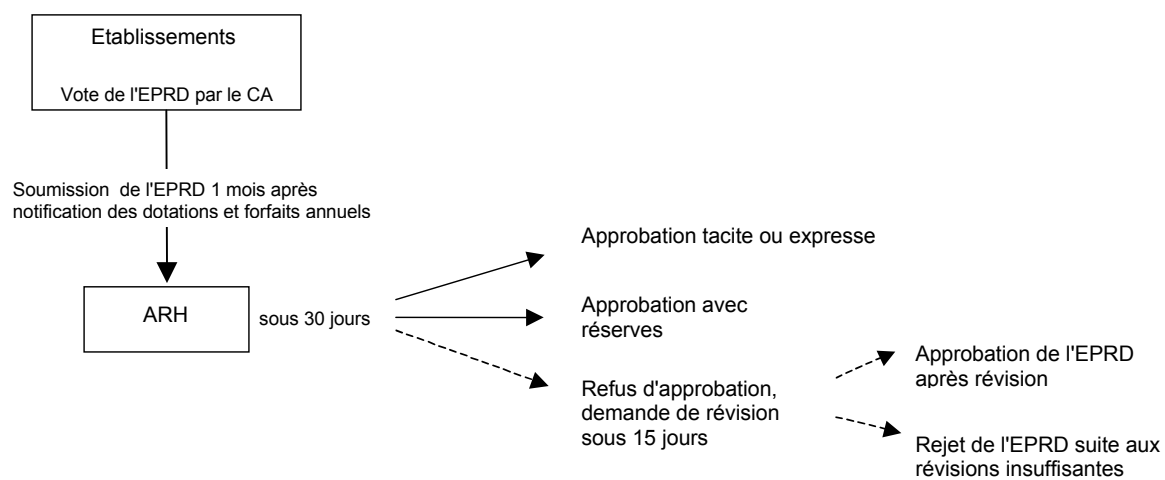 Etablissements
Vote de l'EPRD par le CA
Soumission de l'EPRD 1 mois après
notification des dotations et forfaits annuels
ARH
sous 30 jours
Approbation tacite ou expresse
Approbation avec
réserves
Refus d'approbation,
demande de révision
sous 15 jours
Approbation de l'EPRD
après révision
Rejet de l'EPRD suite aux
révisions insuffisantes